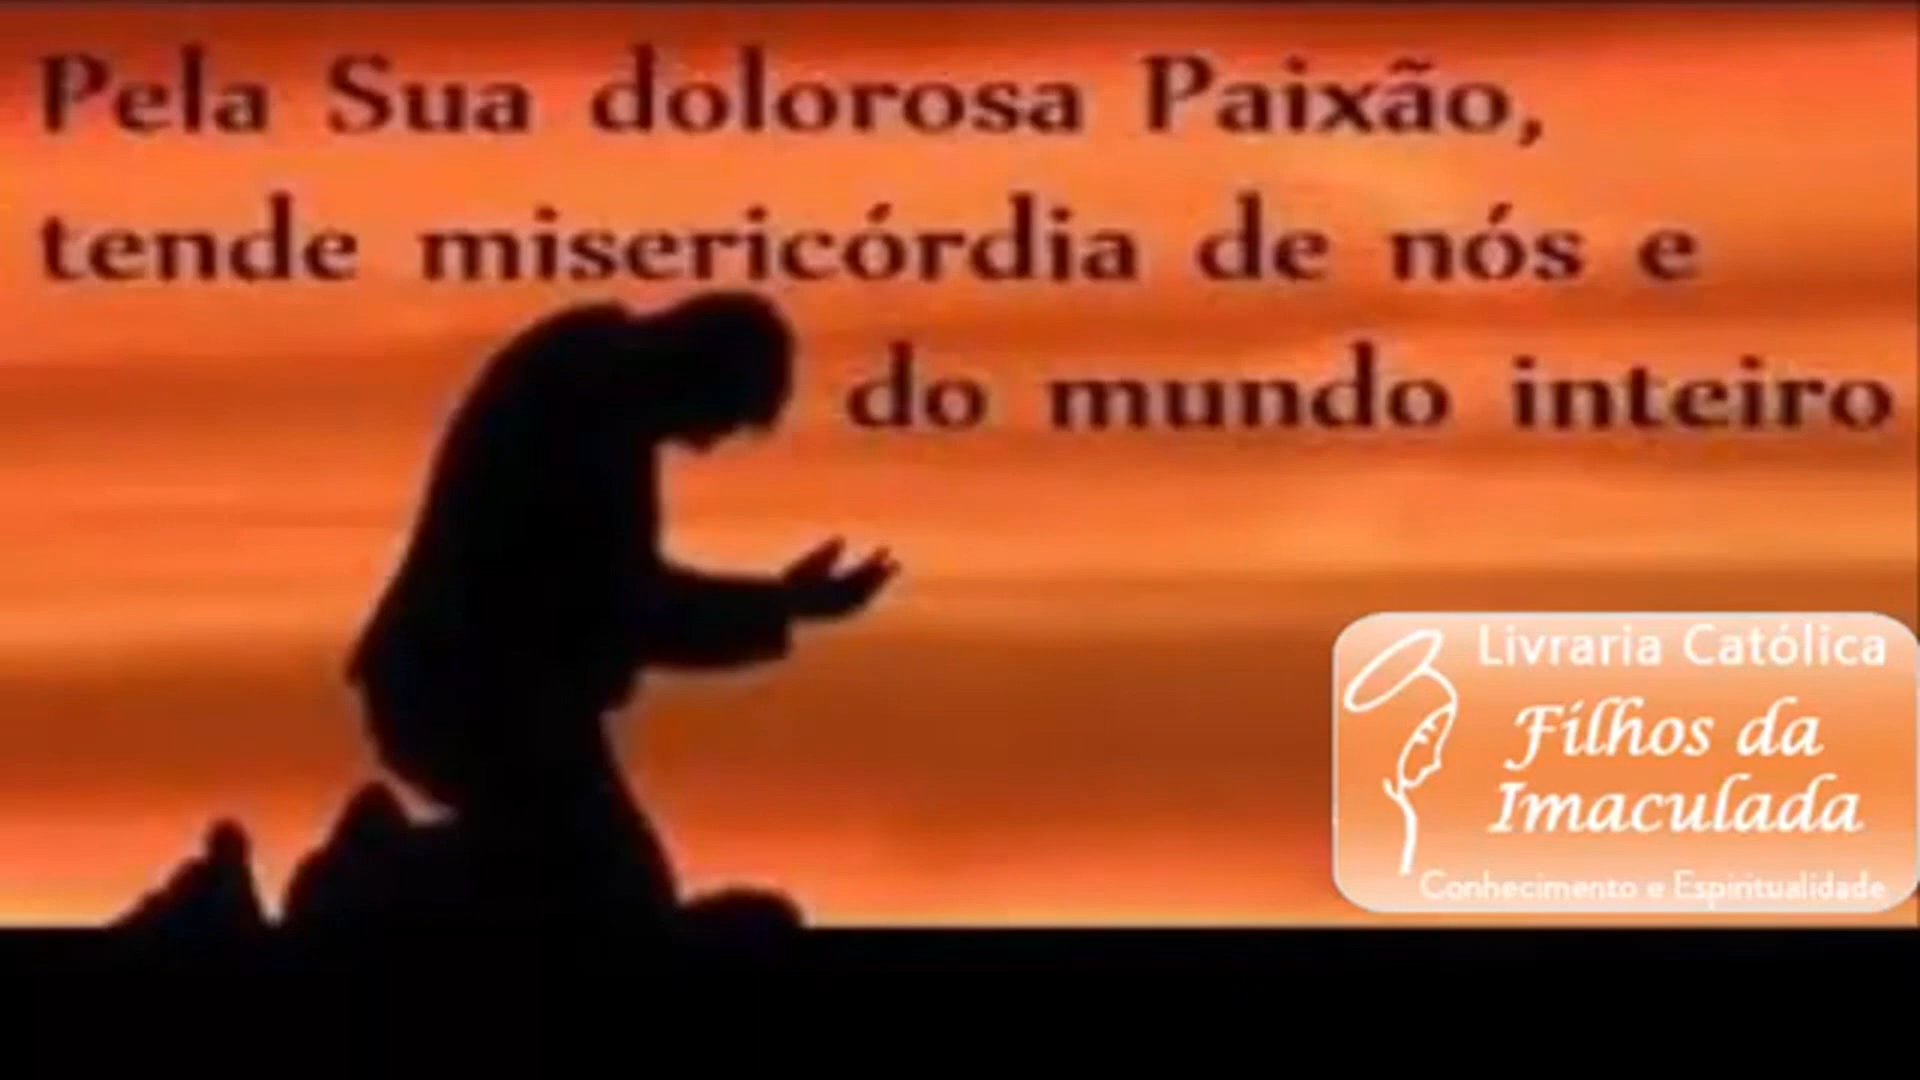 Pela Sua dolorosa Paixão,
tende misericórdia de nós e
do mundo inteiro
Livraria Católica
Filhos da
Imaculada
Conhecimento e Espiritualidade